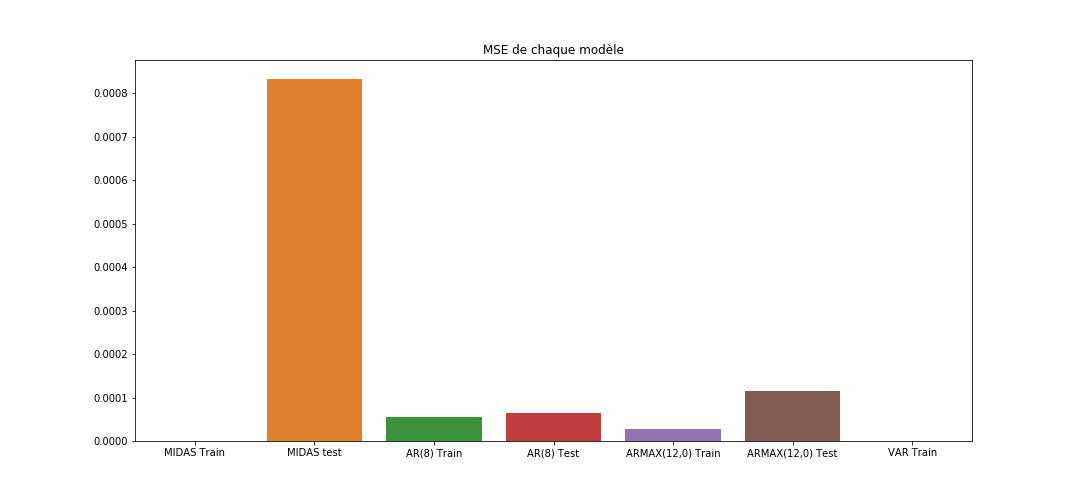 MSE de chaque modèle
0.0008
0.0007
0.0006
0.0005
0.0004
0.0003
0.0002
0.0001
0.0000
MIDAS Train
MIDAS test
AR(8) Train
AR(8) Test
ARMAX(12,0) Train
ARMAX(12,0) Test
VAR Train